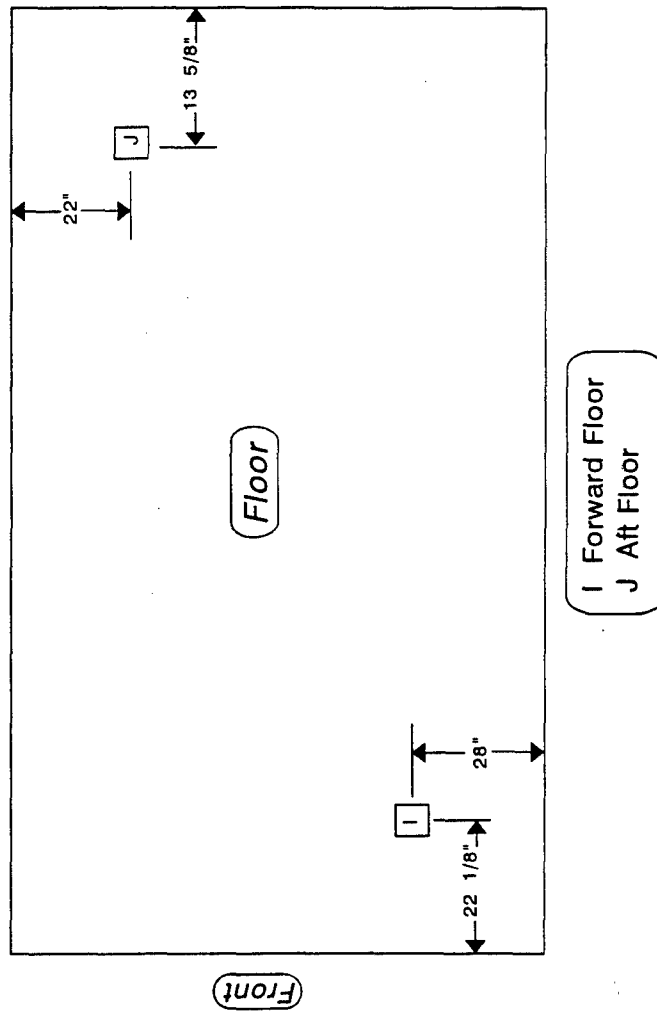 22"
13 5/8"
J
Floor
I
28"
22 1/8"
Front
I Forward Floor
J Aft Floor